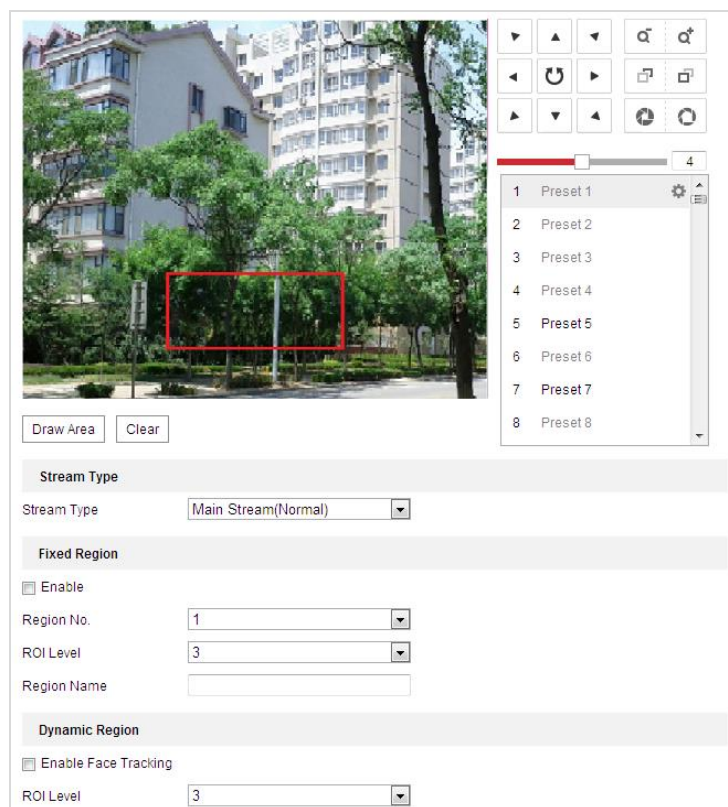 4
1 Preset 1
2 Preset 2
3 Preset 3
4 Preset 4
5 Preset 5
6 Preset 6
7 Preset 7
8 Preset 8
Draw Area Clear
Stream Type
Stream Type Main Stream(Normal)
Fixed Region
Enable
Region No. 1
ROI Level 3
Region Name
Dynamic Region
Enable Face Tracking
ROI Level 3